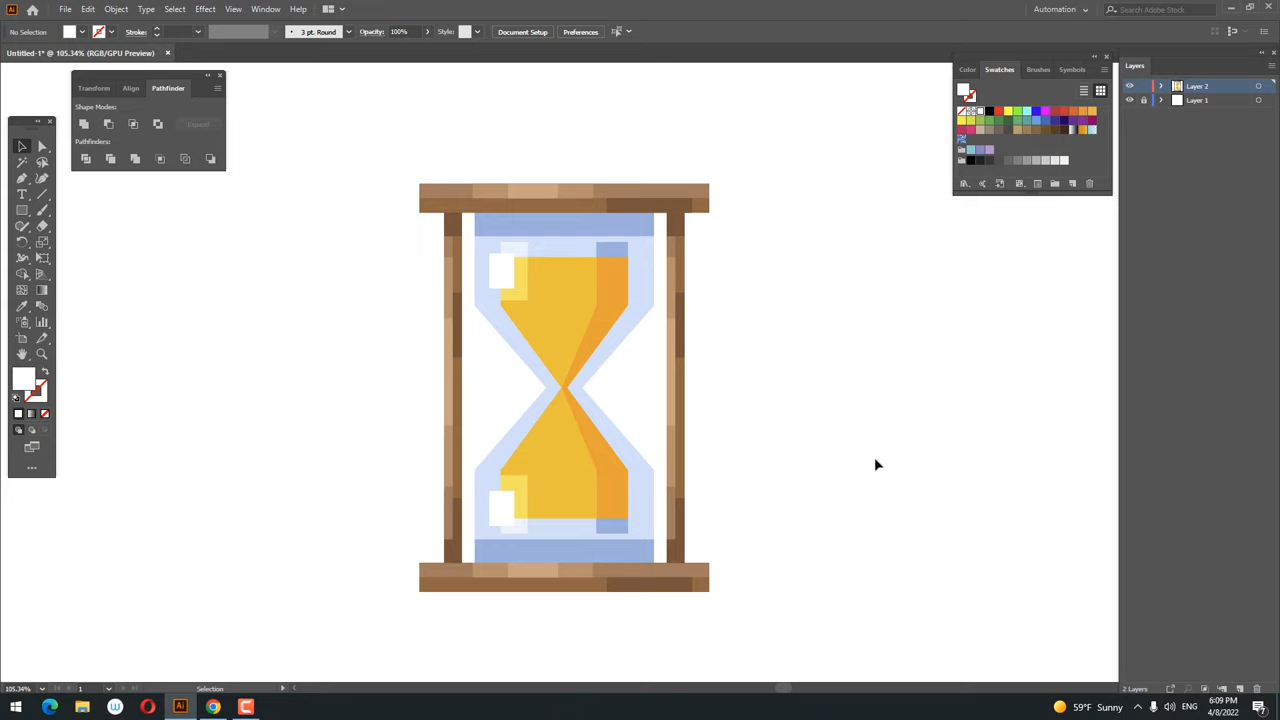 Ai File Edit Object Type Select Effect View Window Help Automation Search Adobe Stock
No Selection Stroke: 3 pt. Round Opacity: 100% Style: Document Setup Preferences
Untitled-1* @ 105.34% (RGB/GPU Preview) ×
Transform Align Pathfinder
Shape Modes:
Expand
Pathfinders:
Color Swatches Brushes Symbols
Layers
Layer 2
Layer 1
105.34% 1 Selection 2 Layers
Ai 59°F Sunny ENG 6:09 PM
4/8/2022